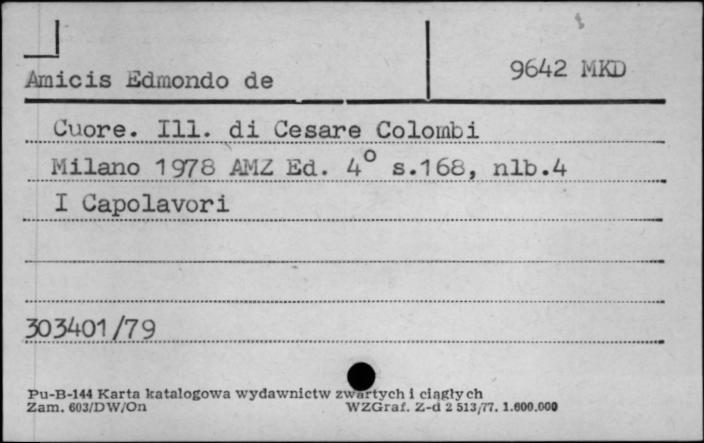 Amicis Edmondo de
9642 MKD
Cuore. Ill. di Cesare Colombi
Milano 1978 AMZ Ed. 4° s.168, nlb.4
I Capolavori
303401/79
Pu-B-144 Karta katalogowa wydawnictw zwartych i ciągłych
Zam. 603/DW/On WZGraf. Z-d 2 513/77. 1.600.000